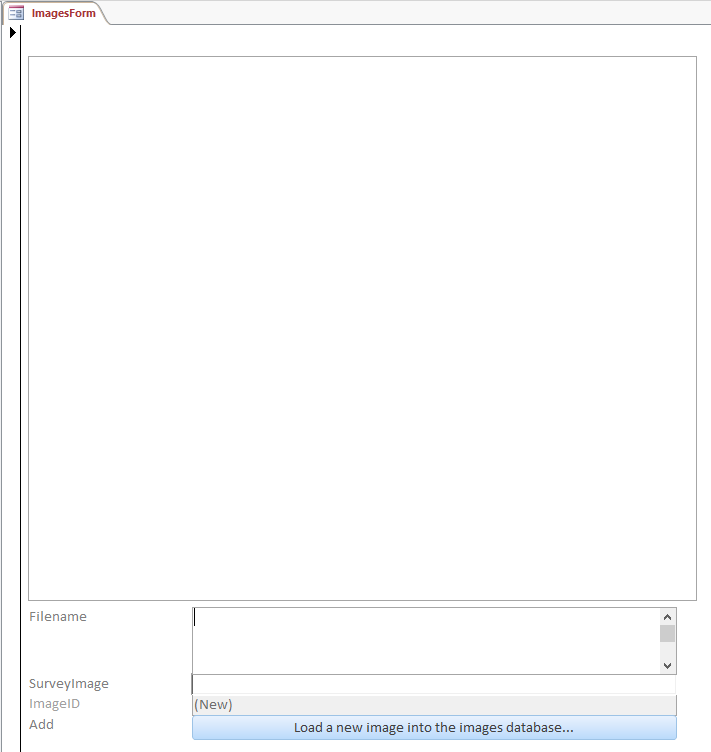 ImagesForm
Filename
SurveyImage
ImageID
(New)
Add
Load a new image into the images database...